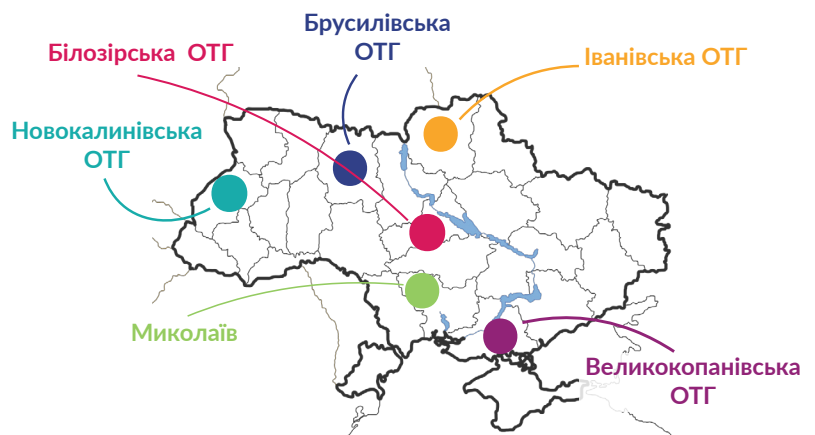 Брусилівська
ОТГ
Білозірська ОТГ
Іванівська ОТГ
Новокалинівська
ОТГ
Миколаїв
Великокопанівська
ОТГ